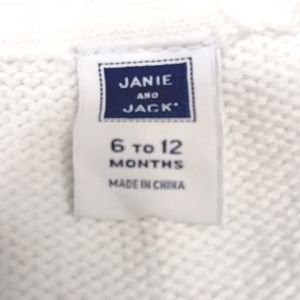 JANIE
AND
JACK®
6 TO 12
MONTHS
MADE IN CHINA